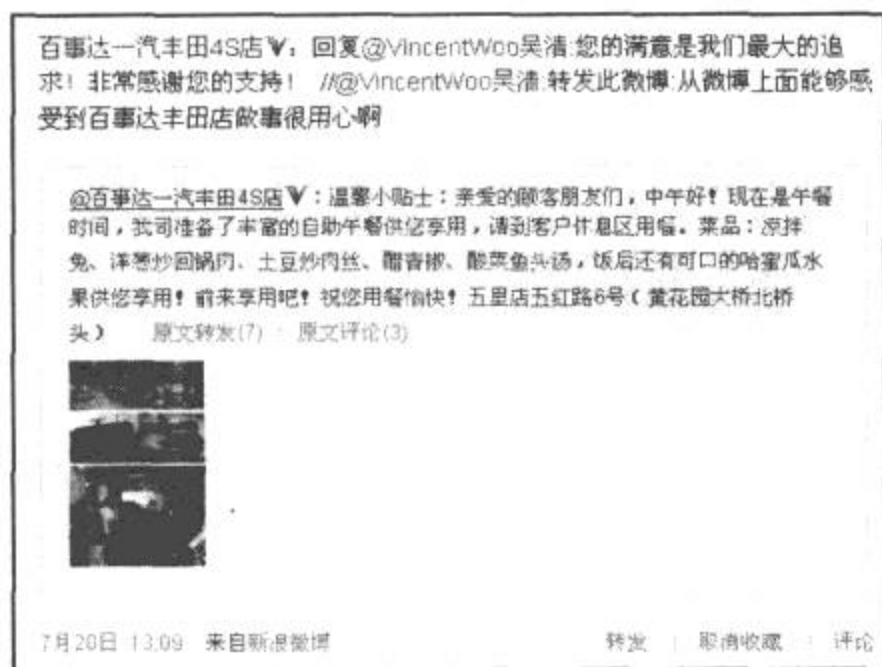 百事达一汽丰田4S店V：回复@VincentWoo吴清:您的满意是我们最大的追
求！非常感谢您的支持！ //@VincentWoo吴清:转发此微博:从微博上面能够感
受到百事达丰田店做事很用心啊
@百事达一汽丰田4S店V：温馨小贴士：亲爱的顾客朋友们，中午好！现在是午餐
时间，我司准备了丰富的自助午餐供您享用，请到客户休息区用餐。菜品：凉拌
兔、洋葱炒回锅肉、土豆炒肉丝、醋青椒、酸菜鱼头汤，饭后还有可口的哈蜜瓜水
果供您享用！前来享用吧！祝您用餐愉快！五里店五红路6号（黄花园大桥北桥
头） 原文转发(7) 原文评论(3)
7月20日 13:09 来自新浪微博 转发 | 取消收藏 | 评论